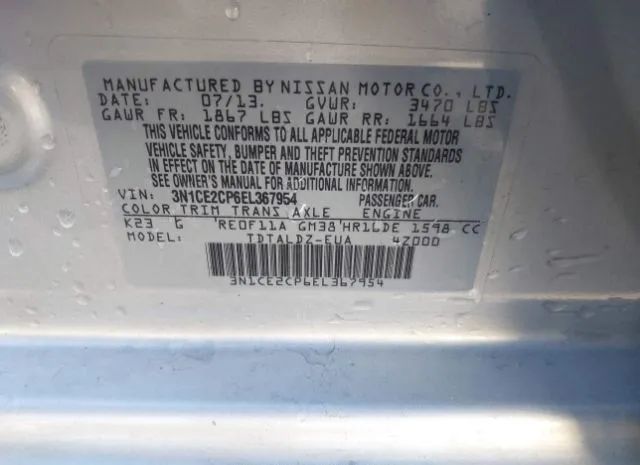 MANUFACTURED BY NISSAN MOTOR CO., LTD.
DATE: 07/13. GVWR: 3470 LBS
GAWR FR: 1867 LBS GAWR RR: 1664 LBS
THIS VEHICLE CONFORMS TO ALL APPLICABLE FEDERAL MOTOR
VEHICLE SAFETY, BUMPER AND THEFT PREVENTION STANDARDS
IN EFFECT ON THE DATE OF MANUFACTURE SHOWN ABOVE.
SEE OWNER'S MANUAL FOR ADDITIONAL INFORMATION.
VIN: 3N1CE2CP6EL367954 PASSENGER CAR.
COLOR TRIM TRANS AXLE ENGINE
K23 G 'RE0F11A GM38'HR16DE 1598 CC
MODEL: TDTALDZ-EUA 4Z000
3N1CE2CP6EL367954